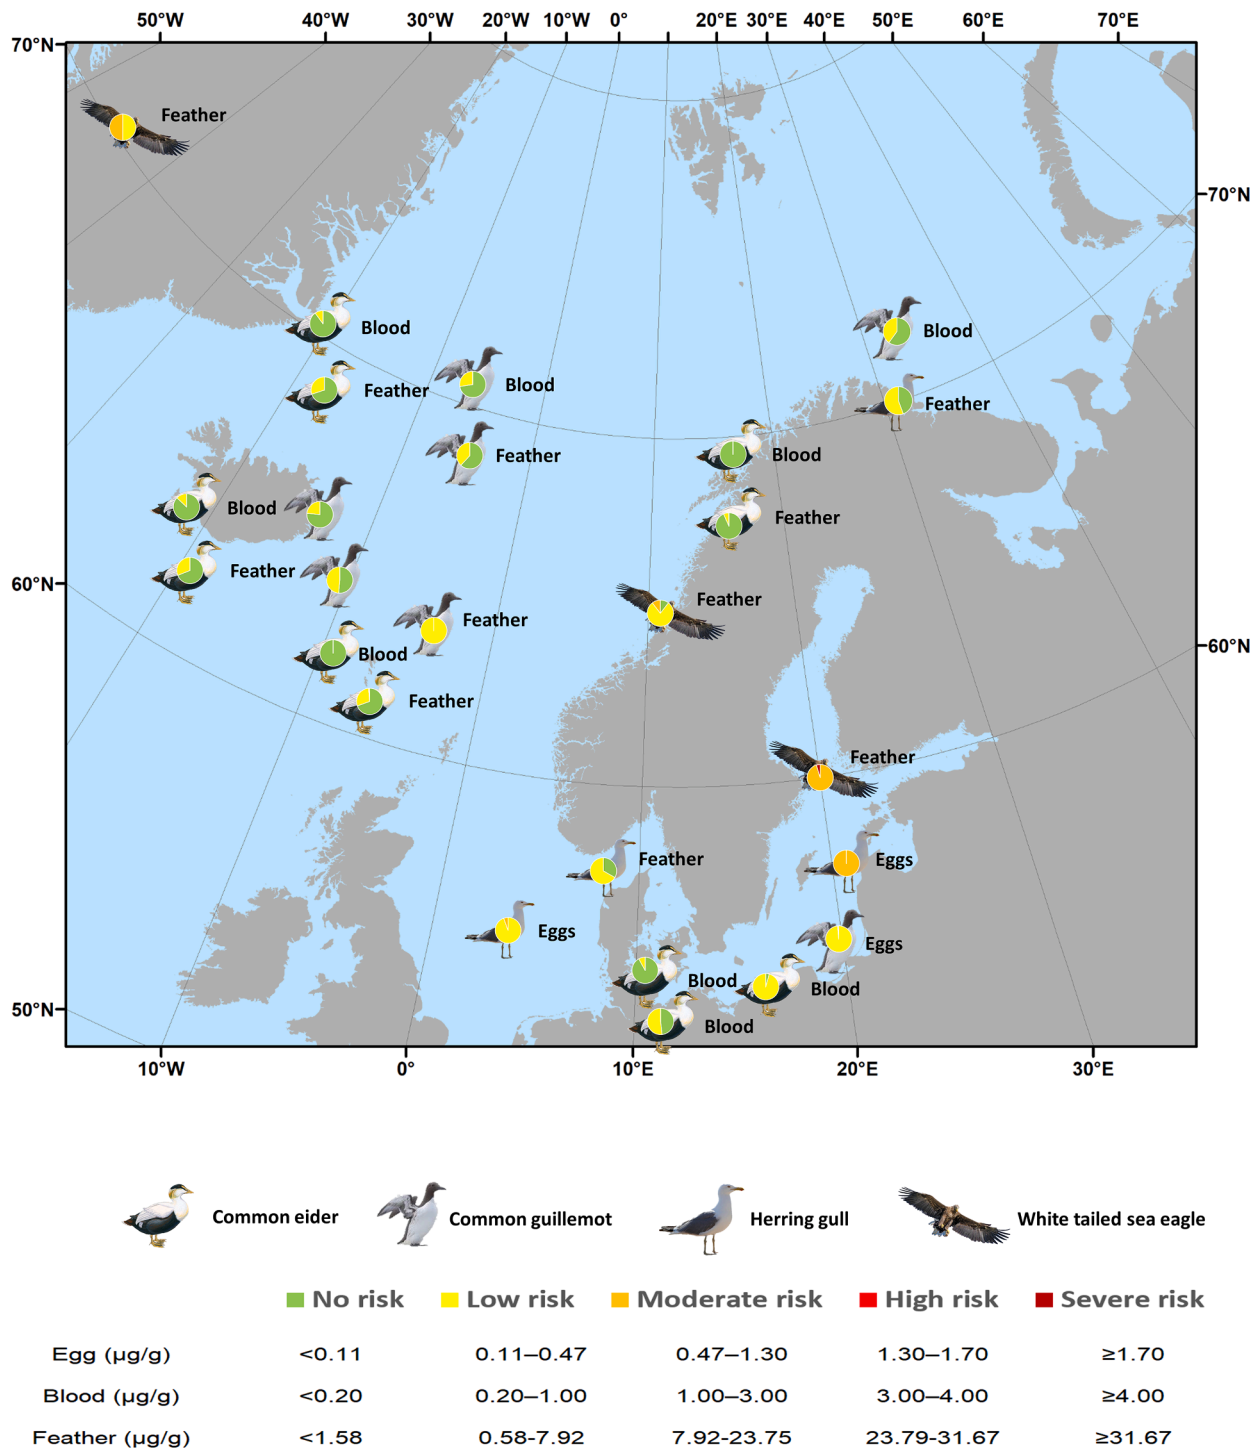 50°W 40°W 30°W 20°W 10°W 0° 20°E 30°E 40°E 50°E 60°E 70°E
70°N
Feather
70°N
Blood
Blood
Feather
Blood
Feather
Feather
Blood
Feather
Blood
Feather
60°N
Feather
Feather
Feather
60°N
Blood
Feather
Feather
Feather
Eggs
Eggs
Eggs
Blood
Blood
50°N
Blood
10°W 0° 10°E 20°E 30°E
Common eider Common guillemot Herring gull White tailed sea eagle
No risk Low risk Moderate risk High risk Severe risk
Egg (µg/g) <0.11 0.11–0.47 0.47–1.30 1.30–1.70 ≥1.70
Blood (µg/g) <0.20 0.20–1.00 1.00–3.00 3.00–4.00 ≥4.00
Feather (µg/g) <1.58 0.58-7.92 7.92-23.75 23.79-31.67 ≥31.67